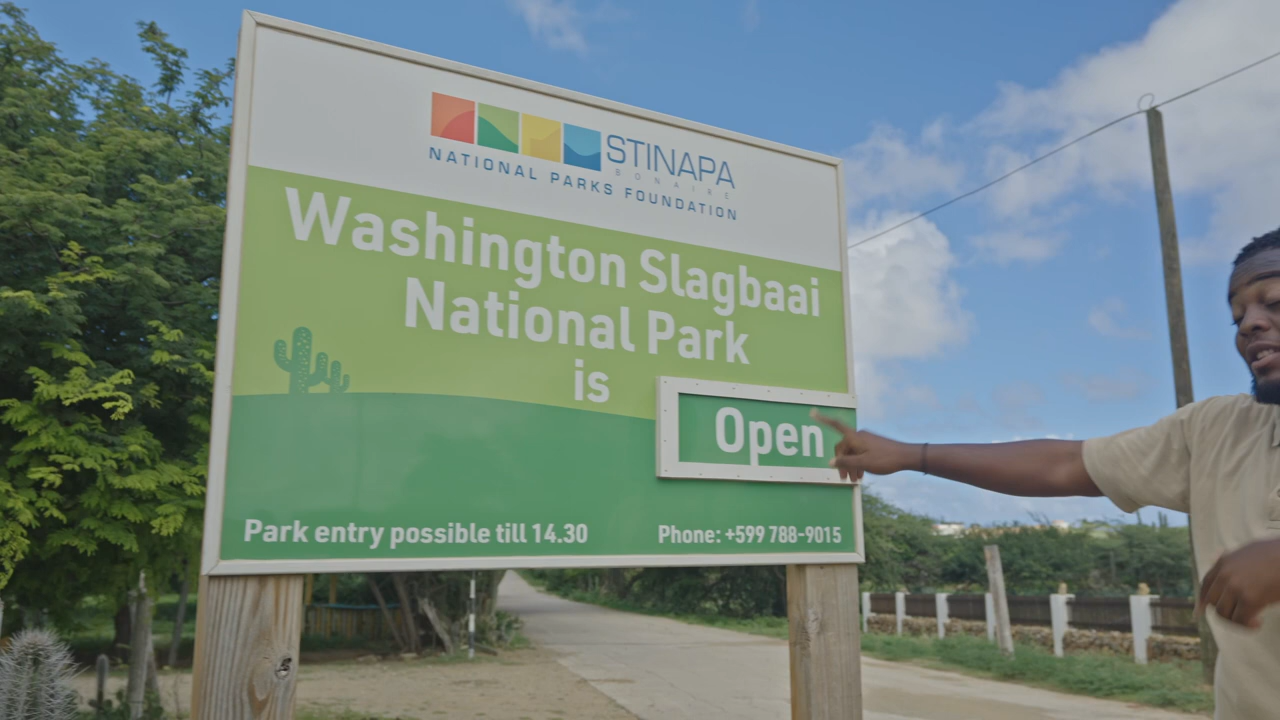 STINAPA
BONAIRE
NATIONAL PARKS FOUNDATION
Washington Slagbaai
National Park
is
Open
Park entry possible till 14.30
Phone: +599 788-9015